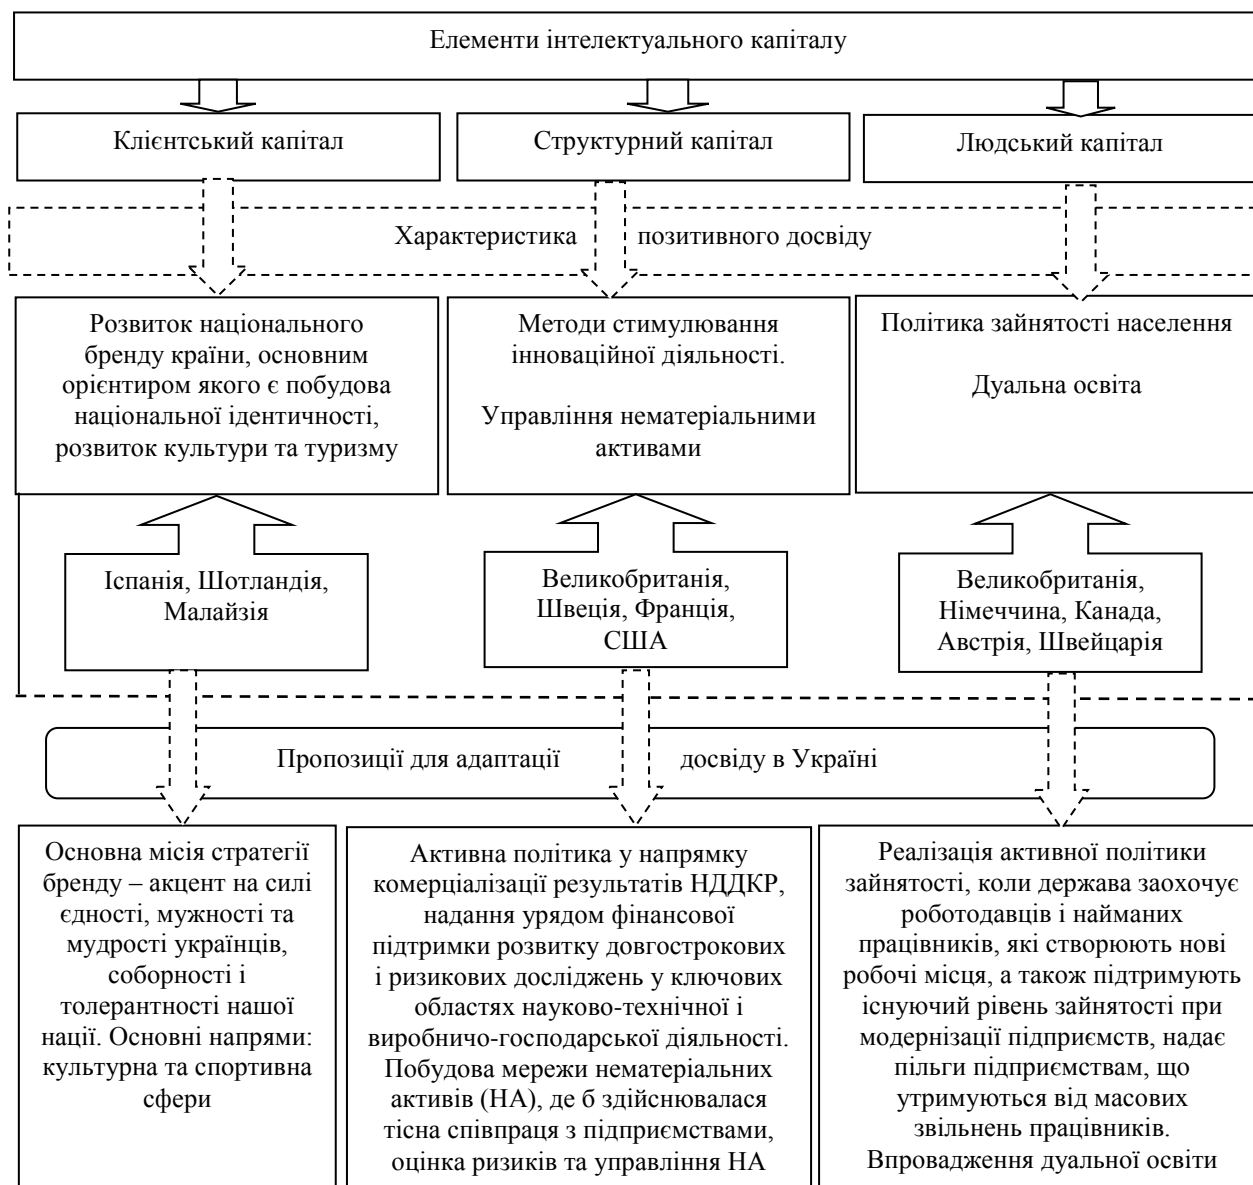 Елементи інтелектуального капіталу
Клієнтський капітал
Структурний капітал
Людський капітал
Характеристика позитивного досвіду
Розвиток національного
бренду країни, основним
орієнтиром якого є побудова
національної ідентичності,
розвиток культури та туризму
Методи стимулювання
інноваційної діяльності.
Управління нематеріальними
активами
Політика зайнятості населення
Дуальна освіта
Іспанія, Шотландія,
Малайзія
Великобританія,
Швеція, Франція,
США
Великобританія,
Німеччина, Канада,
Австрія, Швейцарія
Пропозиції для адаптації досвіду в Україні
Основна місія стратегії
бренду – акцент на силі
єдності, мужності та
мудрості українців,
соборності і
толерантності нашої
нації. Основні напрями:
культурна та спортивна
сфери
Активна політика у напрямку
комерціалізації результатів НДДКР,
надання урядом фінансової
підтримки розвитку довгострокових
і ризикових досліджень у ключових
областях науково-технічної і
виробничо-господарської діяльності.
Побудова мережи нематеріальних
активів (НА), де б здійснювалася
тісна співпраця з підприємствами,
оцінка ризиків та управління НА
Реалізація активної політики
зайнятості, коли держава заохочує
роботодавців і найманих
працівників, які створюють нові
робочі місця, а також підтримують
існуючий рівень зайнятості при
модернізації підприємств, надає
пільги підприємствам, що
утримуються від масових
звільнень працівників.
Впровадження дуальної освіти